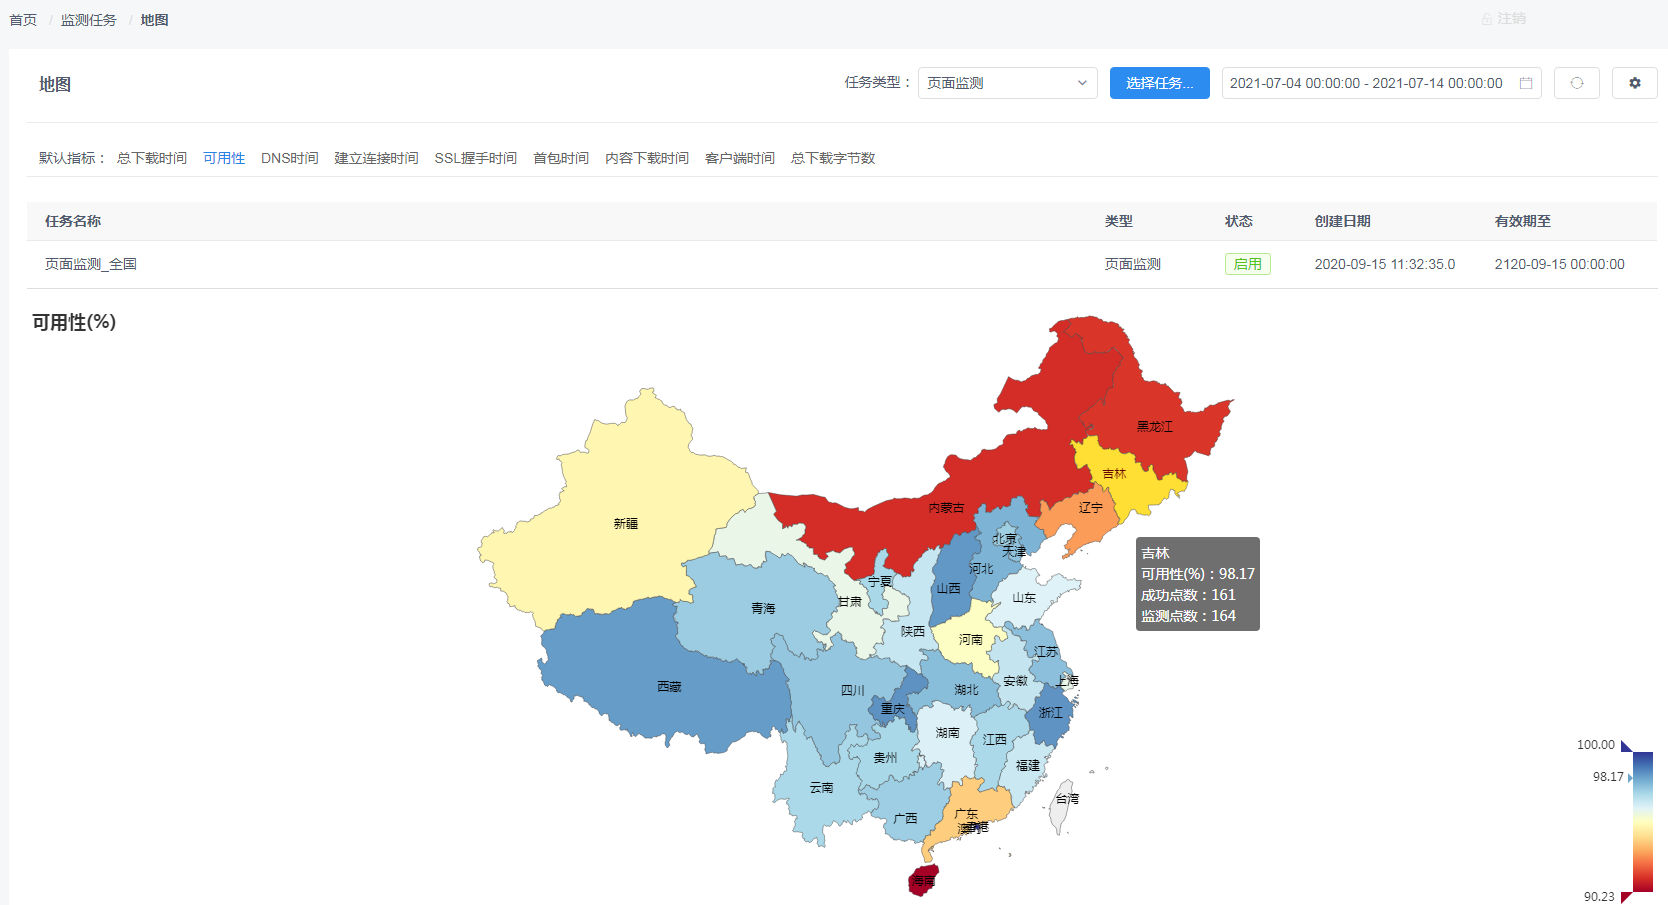 首页 / 监测任务 / 地图
注销
地图
任务类型：
页面监测
选择任务...
2021-07-04 00:00:00 - 2021-07-14 00:00:00
默认指标： 总下载时间 可用性 DNS时间 建立连接时间 SSL握手时间 首包时间 内容下载时间 客户端时间 总下载字节数
任务名称 类型 状态 创建日期 有效期至
页面监测_全国 页面监测 启用 2020-09-15 11:32:35.0 2120-09-15 00:00:00
可用性(%)
黑龙江
吉林
内蒙古
辽宁
新疆
北京
天津
河北
宁夏
山西
山东
青海
甘肃
陕西
河南
江苏
西藏
四川
湖北
安徽
上海
重庆
浙江
湖南
江西
贵州
福建
云南
台湾
广西
广东
香港
澳门
海南
吉林
可用性(%)：98.17
成功点数：161
监测点数：164
100.00
98.17
90.23